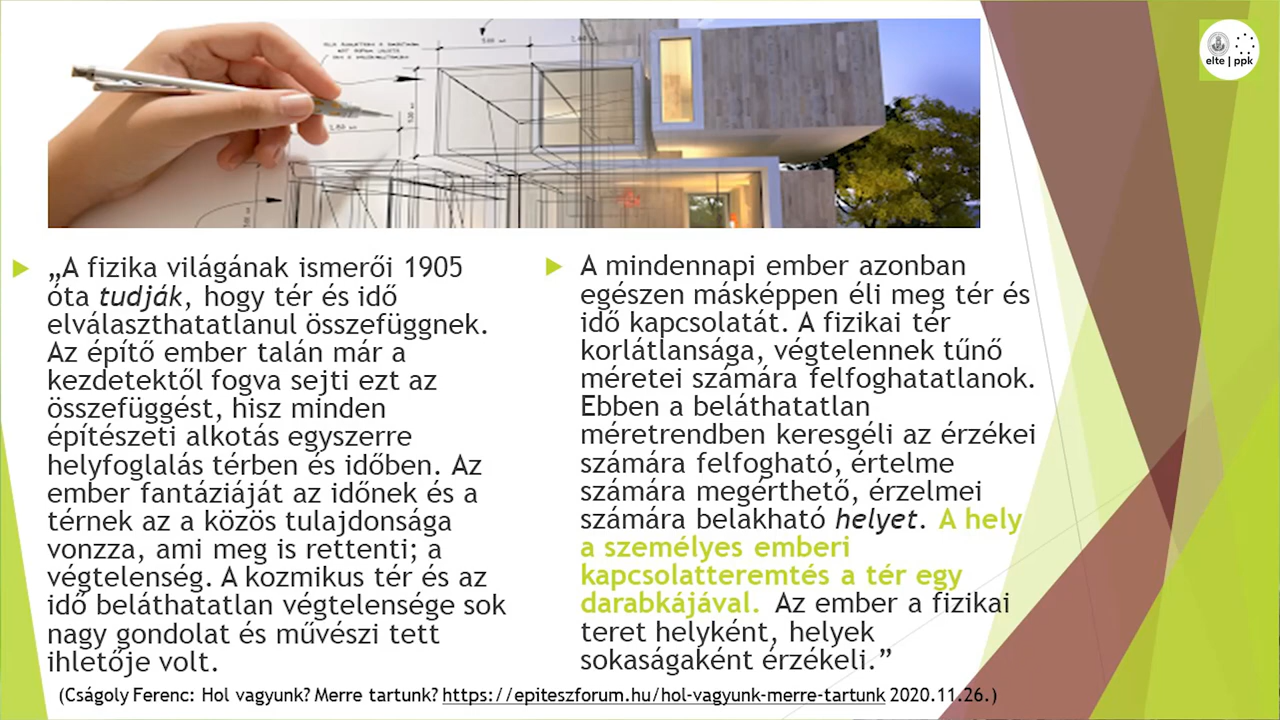 elte | ppk
„A fizika világának ismerői 1905
óta tudják, hogy tér és idő
elválaszthatatlanul összefüggnek.
Az építő ember talán már a
kezdetektől fogva sejti ezt az
összefüggést, hisz minden
építészeti alkotás egyszerre
helyfoglalás térben és időben. Az
ember fantáziáját az időnek és a
térnek az a közös tulajdonsága
vonzza, ami meg is rettenti; a
végtelenség. A kozmikus tér és az
idő beláthatatlan végtelensége sok
nagy gondolat és művészi tett
ihletője volt.
A mindennapi ember azonban
egészen másképpen éli meg tér és
idő kapcsolatát. A fizikai tér
korlátlansága, végtelennek tűnő
méretei számára felfoghatatlanok.
Ebben a beláthatatlan
méretrendben keresgéli az érzékei
számára felfogható, értelme
számára megérthető, érzelmei
számára belakható helyet. A hely
a személyes emberi
kapcsolatteremtés a tér egy
darabkájával. Az ember a fizikai
teret helyként, helyek
sokaságaként érzékeli.”
(Cságoly Ferenc: Hol vagyunk? Merre tartunk? https://epiteszforum.hu/hol-vagyunk-merre-tartunk 2020.11.26.)